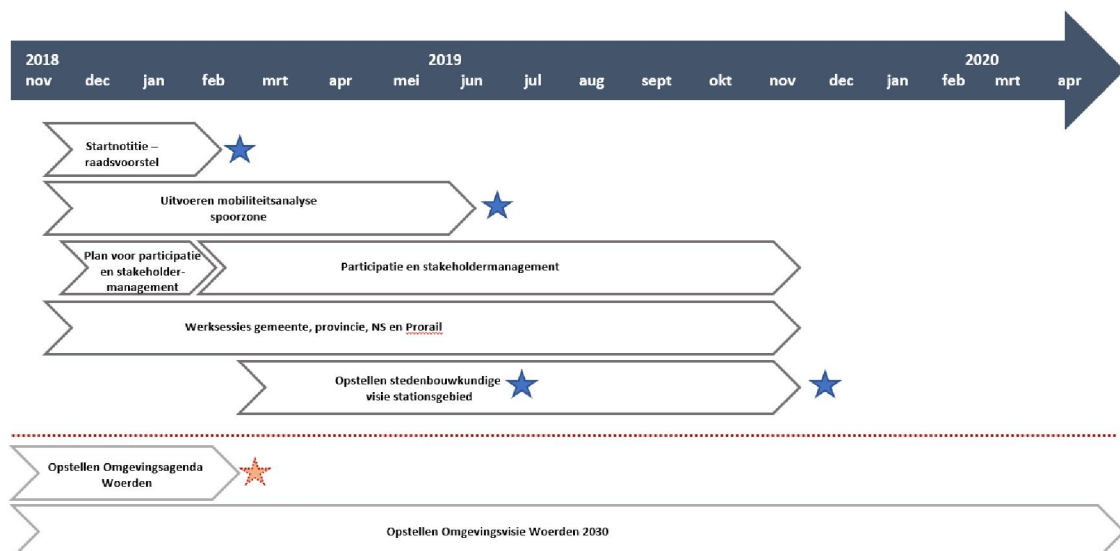 2018 2019 2020
nov dec jan feb mrt apr mei jun jul aug sept okt nov dec jan feb mrt apr
Startnotitie –
raadsvoorstel
Uitvoeren mobiliteitsanalyse
spoorzone
Plan voor participatie
en stakeholder-
management
Participatie en stakeholdermanagement
Werksessies gemeente, provincie, NS en Prorail
Opstellen stedenbouwkundige
visie stationsgebied
Opstellen Omgevingsagenda
Woerden
Opstellen Omgevingsvisie Woerden 2030